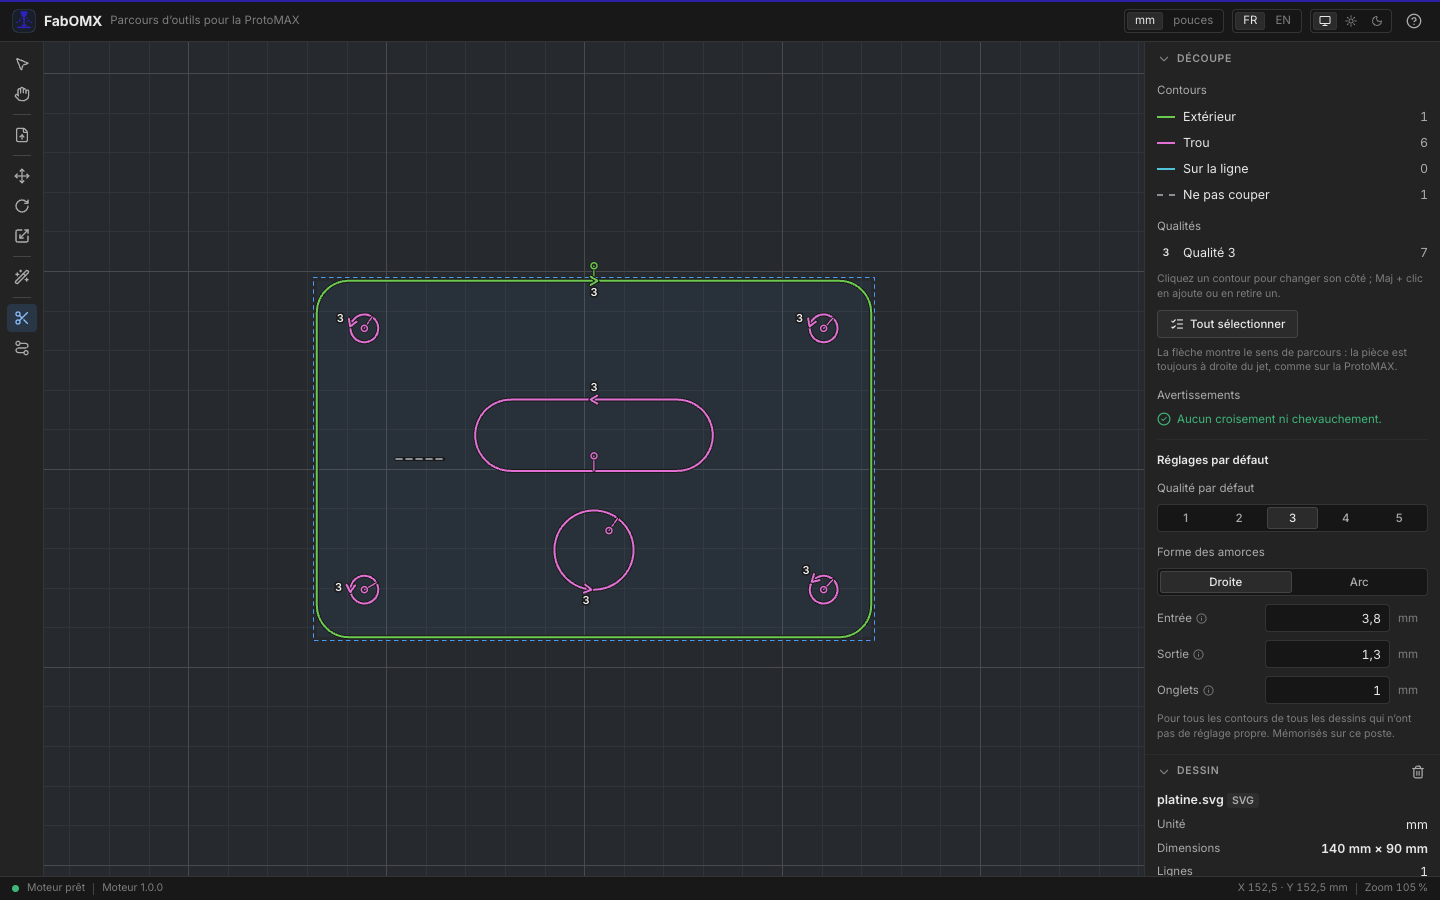 FabOMX Parcours d'outils pour la ProtoMAX
mm pouces FR EN
DÉCOUPE
Contours
Extérieur 1
Trou 6
Sur la ligne 0
Ne pas couper 1
Qualités
3 Qualité 3 7
Cliquez un contour pour changer son côté ; Maj + clic
en ajoute ou en retire un.
Tout sélectionner
La flèche montre le sens de parcours : la pièce est
toujours à droite du jet, comme sur la ProtoMAX.
Avertissements
Aucun croisement ni chevauchement.
Réglages par défaut
Qualité par défaut
1 2 3 4 5
Forme des amorces
Droite Arc
Entrée 3,8 mm
Sortie 1,3 mm
Onglets 1 mm
Pour tous les contours de tous les dessins qui n'ont
pas de réglage propre. Mémorisés sur ce poste.
DESSIN
platine.svg SVG
Unité mm
Dimensions 140 mm × 90 mm
Lignes 1
3
3
3
3
3
3
3
Moteur prêt Moteur 1.0.0
X 152,5 · Y 152,5 mm Zoom 105 %